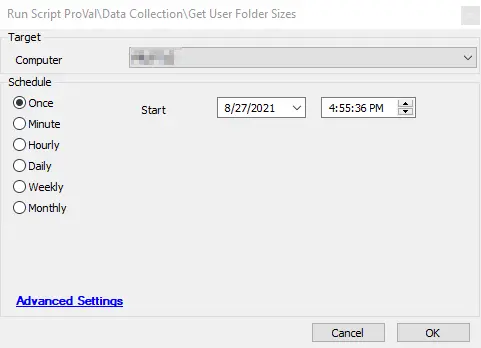 Run Script ProVal\Data Collection\Get User Folder Sizes
Target
Computer
Schedule
Once
Start
8/27/2021
4:55:36 PM
Minute
Hourly
Daily
Weekly
Monthly
Advanced Settings
Cancel
OK